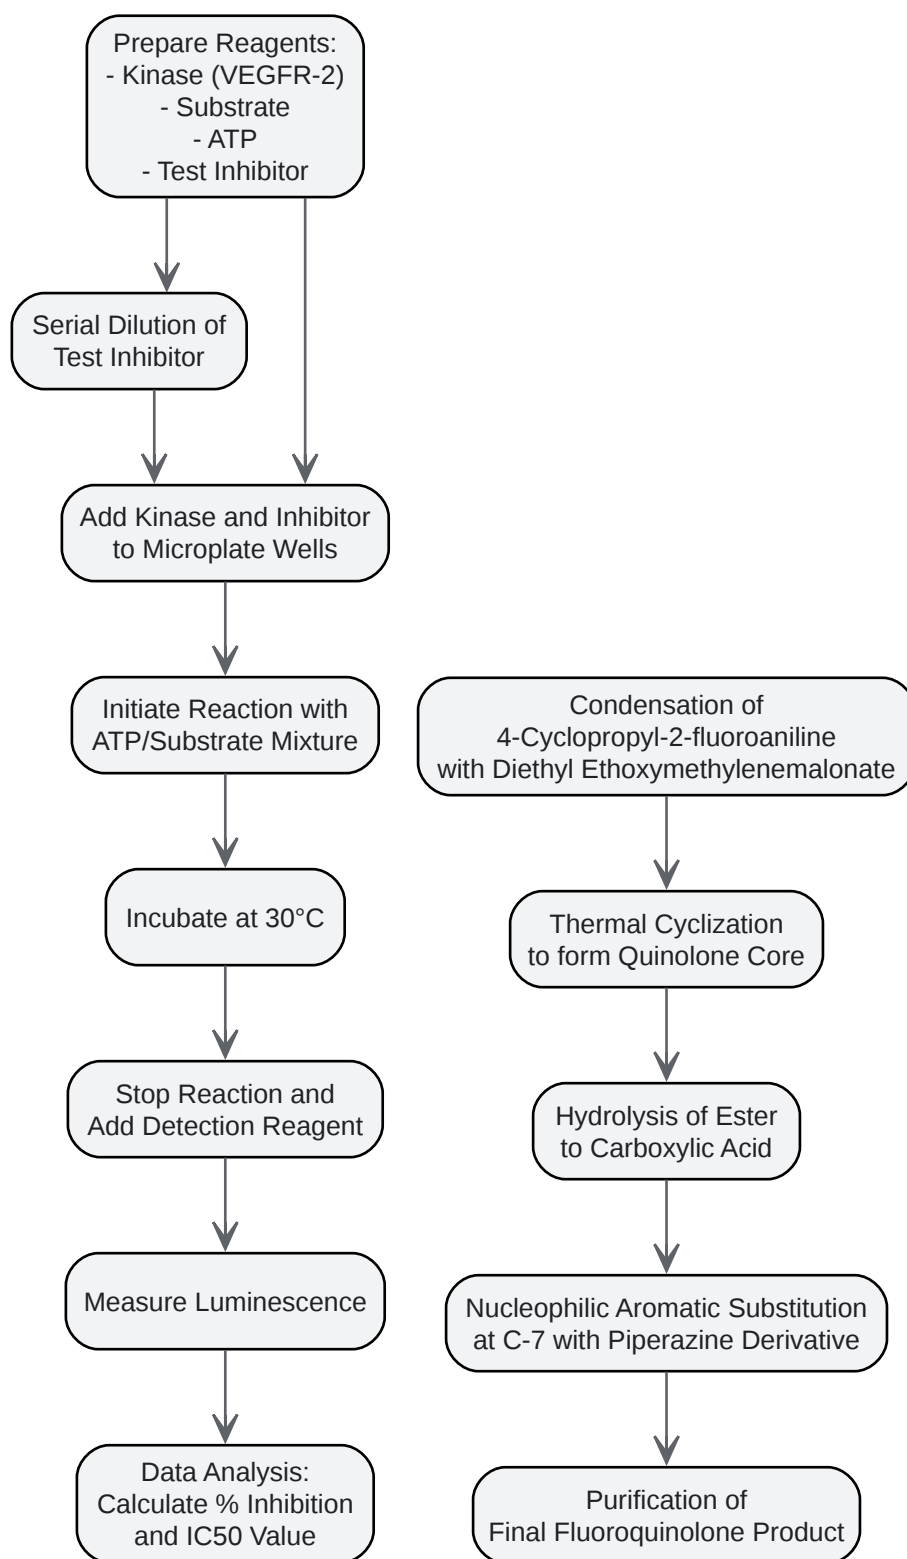 Prepare Reagents:
- Kinase (VEGFR-2)
- Substrate
- ATP
- Test Inhibitor
Serial Dilution of
Test Inhibitor
Add Kinase and Inhibitor
to Microplate Wells
Initiate Reaction with
ATP/Substrate Mixture
Incubate at 30°C
Stop Reaction and
Add Detection Reagent
Measure Luminescence
Data Analysis:
Calculate % Inhibition
and IC50 Value
Condensation of
4-Cyclopropyl-2-fluoroaniline
with Diethyl Ethoxymethylenemalonate
Thermal Cyclization
to form Quinolone Core
Hydrolysis of Ester
to Carboxylic Acid
Nucleophilic Aromatic Substitution
at C-7 with Piperazine Derivative
Purification of
Final Fluoroquinolone Product